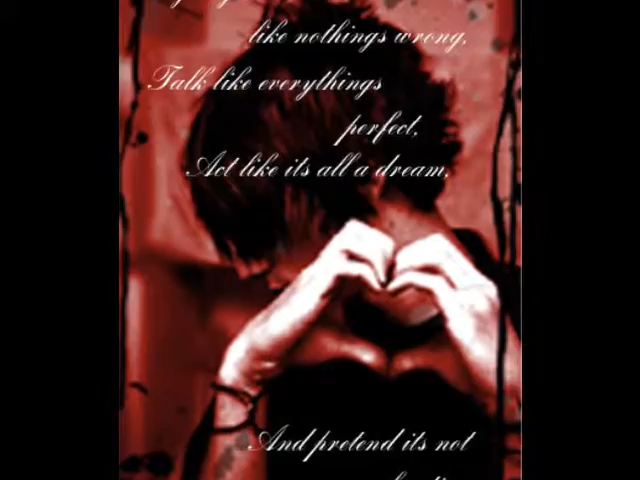 like nothings wrong,
Talk like everythings
perfect,
Act like its all a dream,
And pretend its not